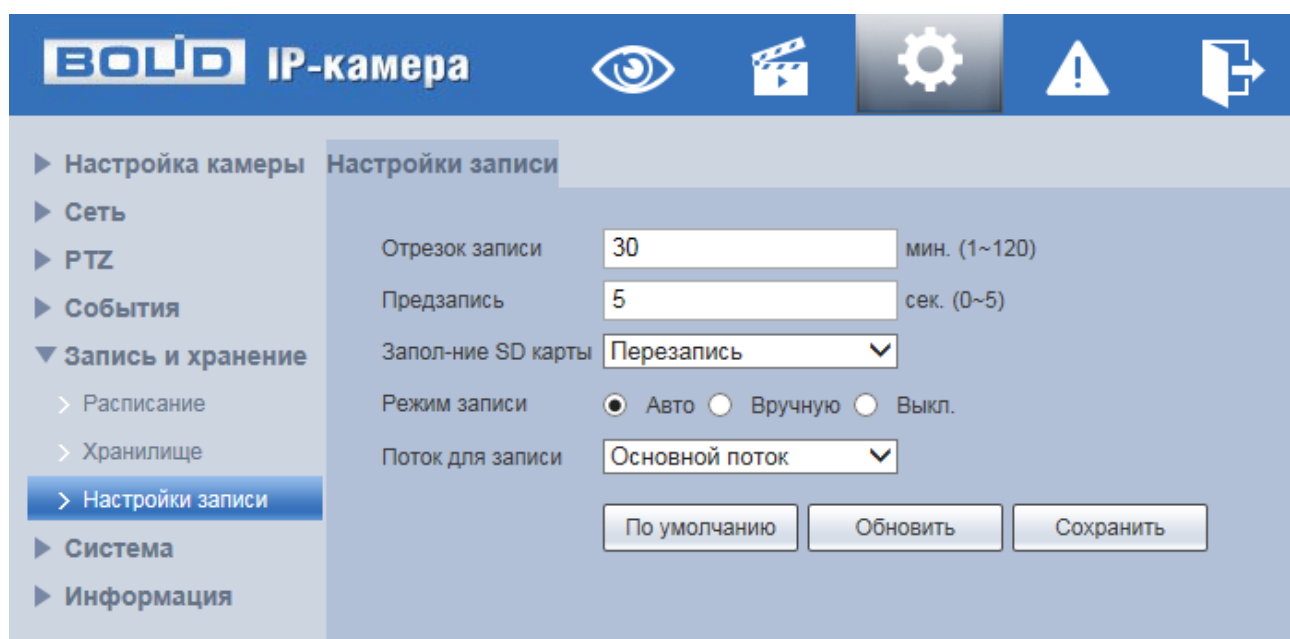 BOLID IP-камера
Настройка камеры
Сеть
PTZ
События
Запись и хранение
Расписание
Хранилище
Настройки записи
Система
Информация
Настройки записи
Отрезок записи 30 мин. (1~120)
Предзапись 5 сек. (0~5)
Запол-ние SD карты Перезапись
Режим записи Авто Вручную Выкл.
Поток для записи Основной поток
По умолчанию Обновить Сохранить